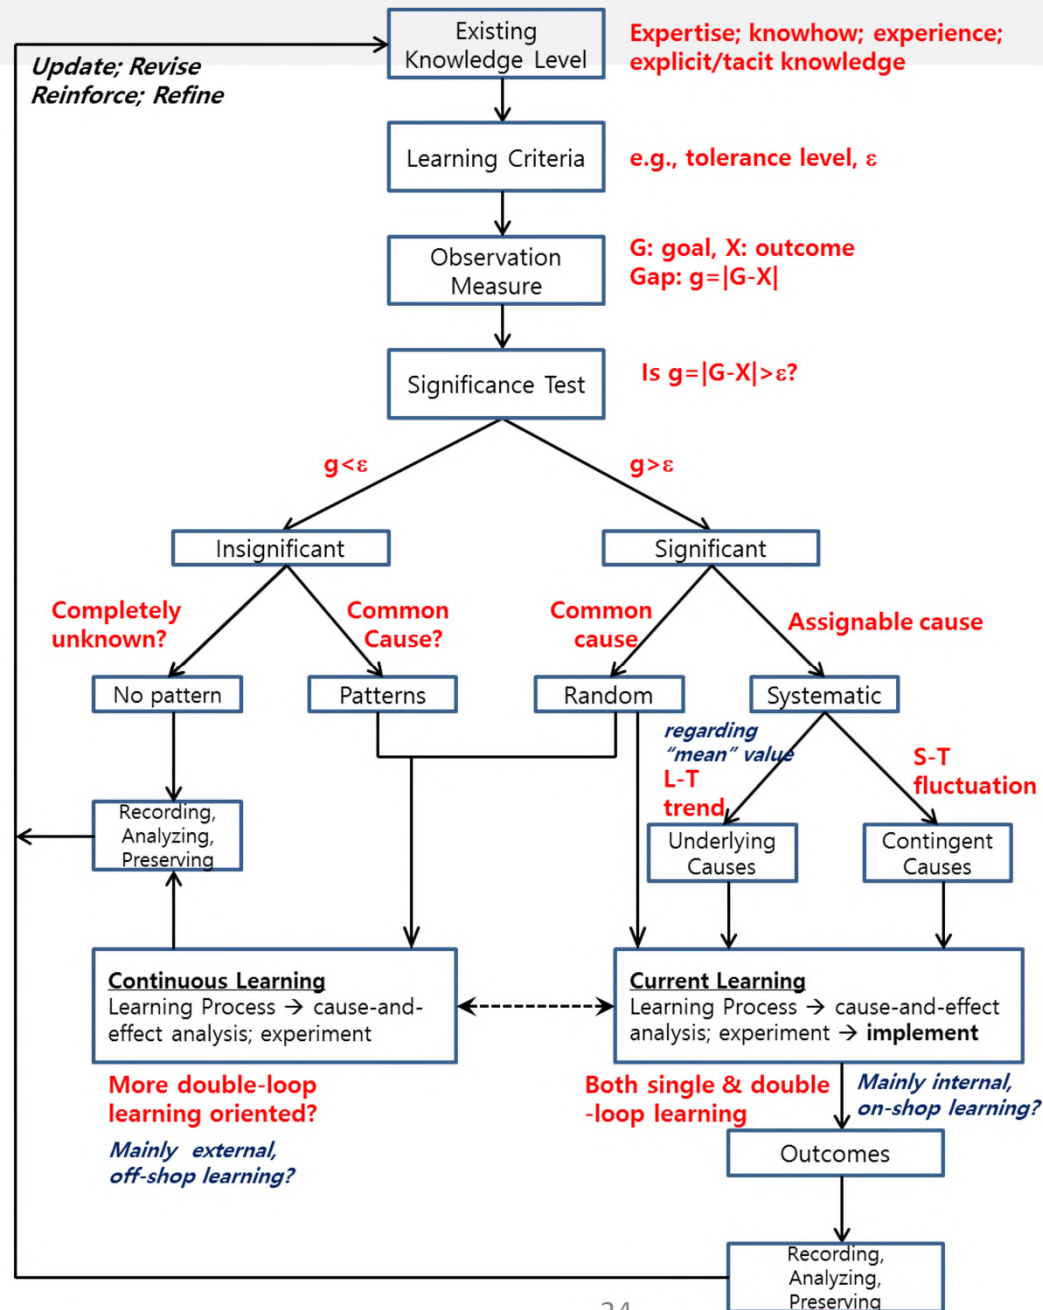 Existing
Knowledge Level
Expertise; knowhow; experience;
explicit/tacit knowledge
Update; Revise
Reinforce; Refine
Learning Criteria
e.g., tolerance level, ε
Observation
Measure
G: goal, X: outcome
Gap: g=|G-X|
Significance Test
Is g=|G-X|>ε?
g<ε
g>ε
Insignificant
Significant
Completely
unknown?
Common
Cause?
Common
cause
Assignable cause
No pattern
Patterns
Random
Systematic
regarding
“mean” value
L-T
trend
S-T
fluctuation
Recording,
Analyzing,
Preserving
Underlying
Causes
Contingent
Causes
Continuous Learning
Learning Process → cause-and-
effect analysis; experiment
Current Learning
Learning Process → cause-and-effect
analysis; experiment → implement
More double-loop
learning oriented?
Mainly external,
off-shop learning?
Both single & double
-loop learning
Mainly internal,
on-shop learning?
Outcomes
Recording,
Analyzing,
Preserving
24